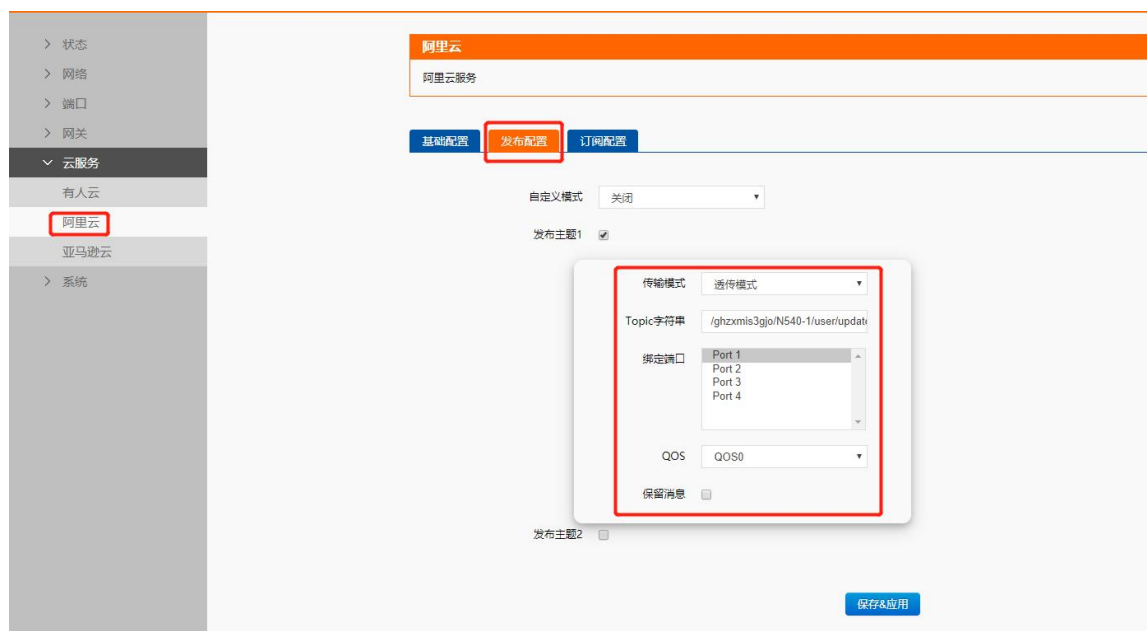 状态
网络
端口
网关
云服务
有人云
阿里云
亚马逊云
系统
阿里云
阿里云服务
基础配置 发布配置 订阅配置
自定义模式 关闭
发布主题1
传输模式 透传模式
Topic字符串 /ghzxmis3gjo/N540-1/user/update
绑定端口 Port 1
Port 2
Port 3
Port 4
QOS QOS0
保留消息
发布主题2
保存&应用